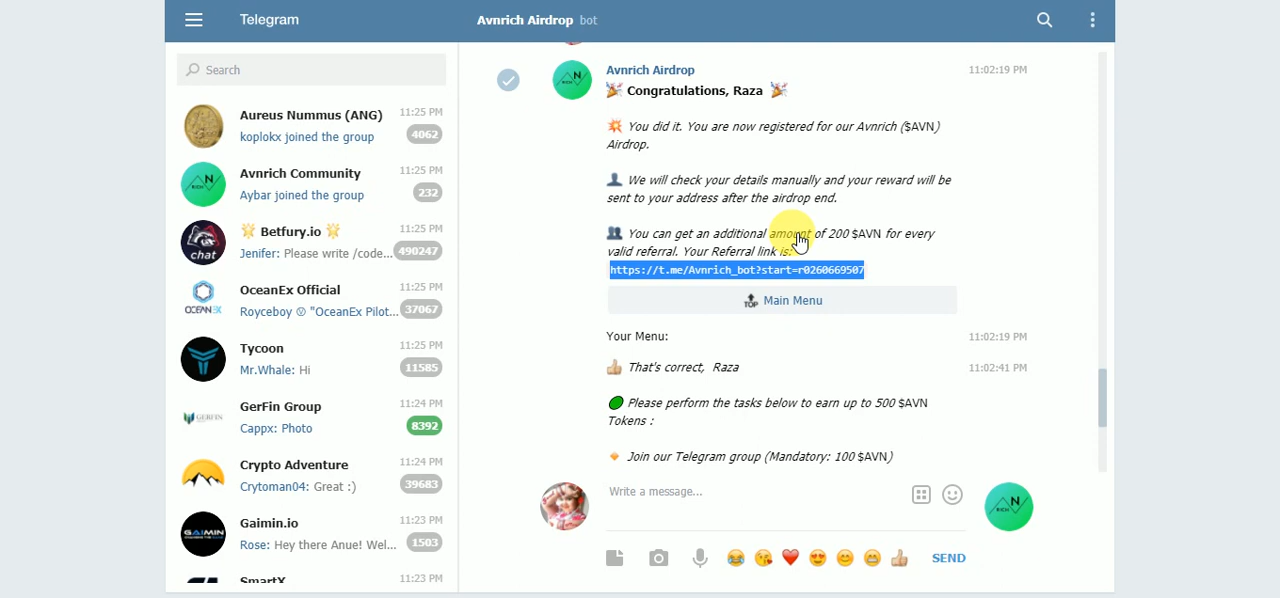 Telegram
Avnrich Airdrop bot
Search
Aureus Nummus (ANG) 11:25 PM
koplokx joined the group 4062
Avnrich Community 11:25 PM
Aybar joined the group 232
🌟 Betfury.io 🌟 11:25 PM
Jenifer: Please write /code... 490247
chat
OceanEx Official 11:25 PM
Royceboy ⓥ "OceanEx Pilot... 37067
OCEANEX
Tycoon 11:25 PM
Mr.Whale: Hi 11585
GerFin Group 11:24 PM
Cappx: Photo 8392
GERFIN
Crypto Adventure 11:24 PM
Crytoman04: Great :) 39683
Gaimin.io 11:23 PM
Rose: Hey there Anue! Wel... 1503
GAIMIN
SmartX 11:23 PM
N
RICH
Avnrich Airdrop 11:02:19 PM
🎉 Congratulations, Raza 🎉
💥 You did it. You are now registered for our Avnrich ($AVN)
Airdrop.
👤 We will check your details manually and your reward will be
sent to your address after the airdrop end.
👥 You can get an additional amount of 200 $AVN for every
valid referral. Your Referral link is:
https://t.me/Avnrich_bot?start=r0260669507
🔝 Main Menu
Your Menu: 11:02:19 PM
👍🏼 That's correct, Raza 11:02:41 PM
Please perform the tasks below to earn up to 500 $AVN
Tokens :
🔸 Join our Telegram group (Mandatory: 100 $AVN)
Write a message...
N
RICH
😂 😘 ❤️ 😍 😊 😁 👍🏼 SEND